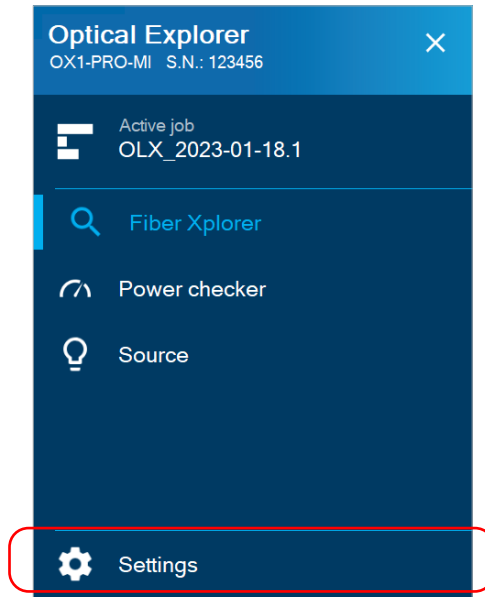 Optical Explorer
OX1-PRO-MI S.N.: 123456
Active job
OLX_2023-01-18.1
Fiber Xplorer
Power checker
Source
Settings